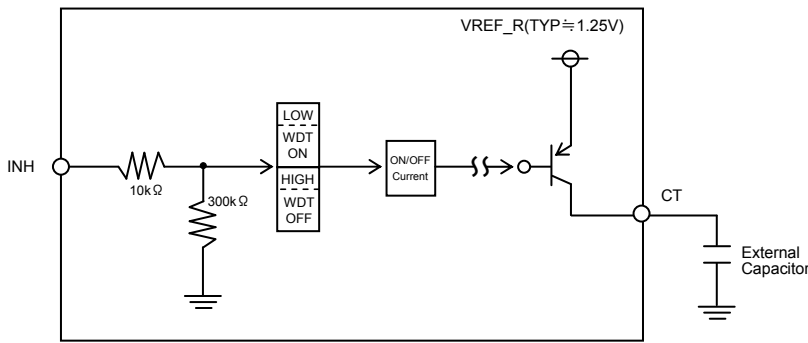 VREF_R(TYP≒1.25V)
INH
10kΩ
300kΩ
LOW
WDT
ON
HIGH
WDT
OFF
ON/OFF
Current
CT
External
Capacitor